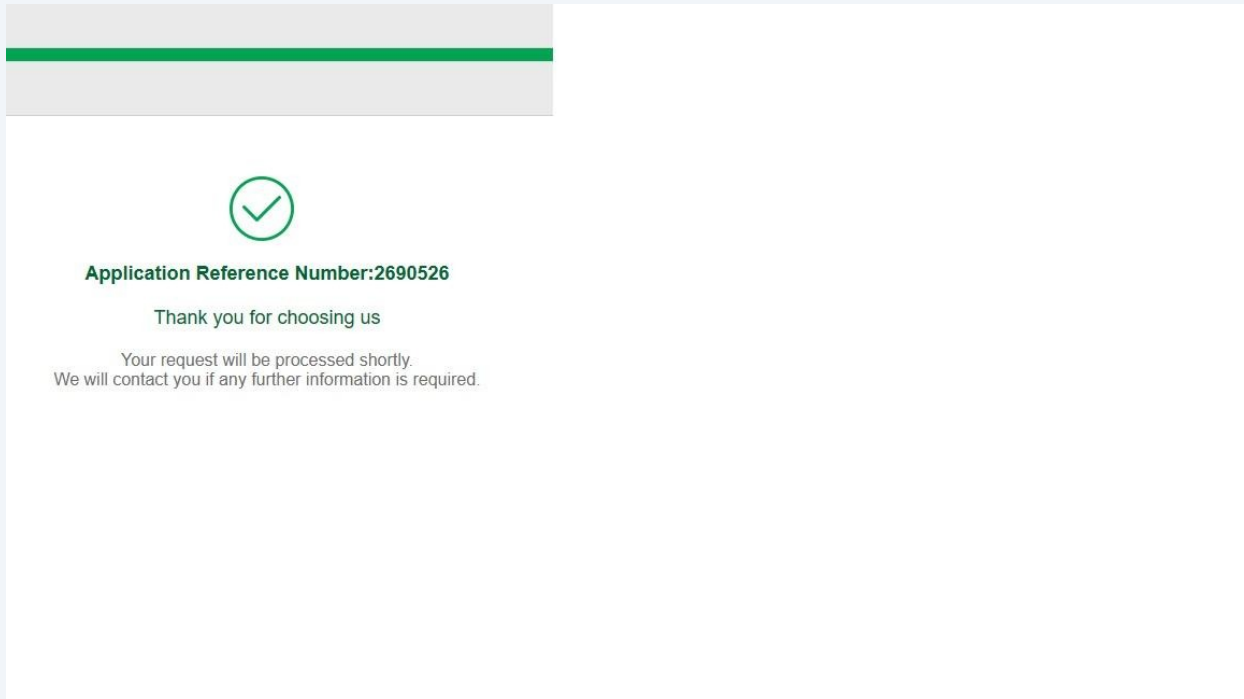 Application Reference Number:2690526
Thank you for choosing us
Your request will be processed shortly.
We will contact you if any further information is required.